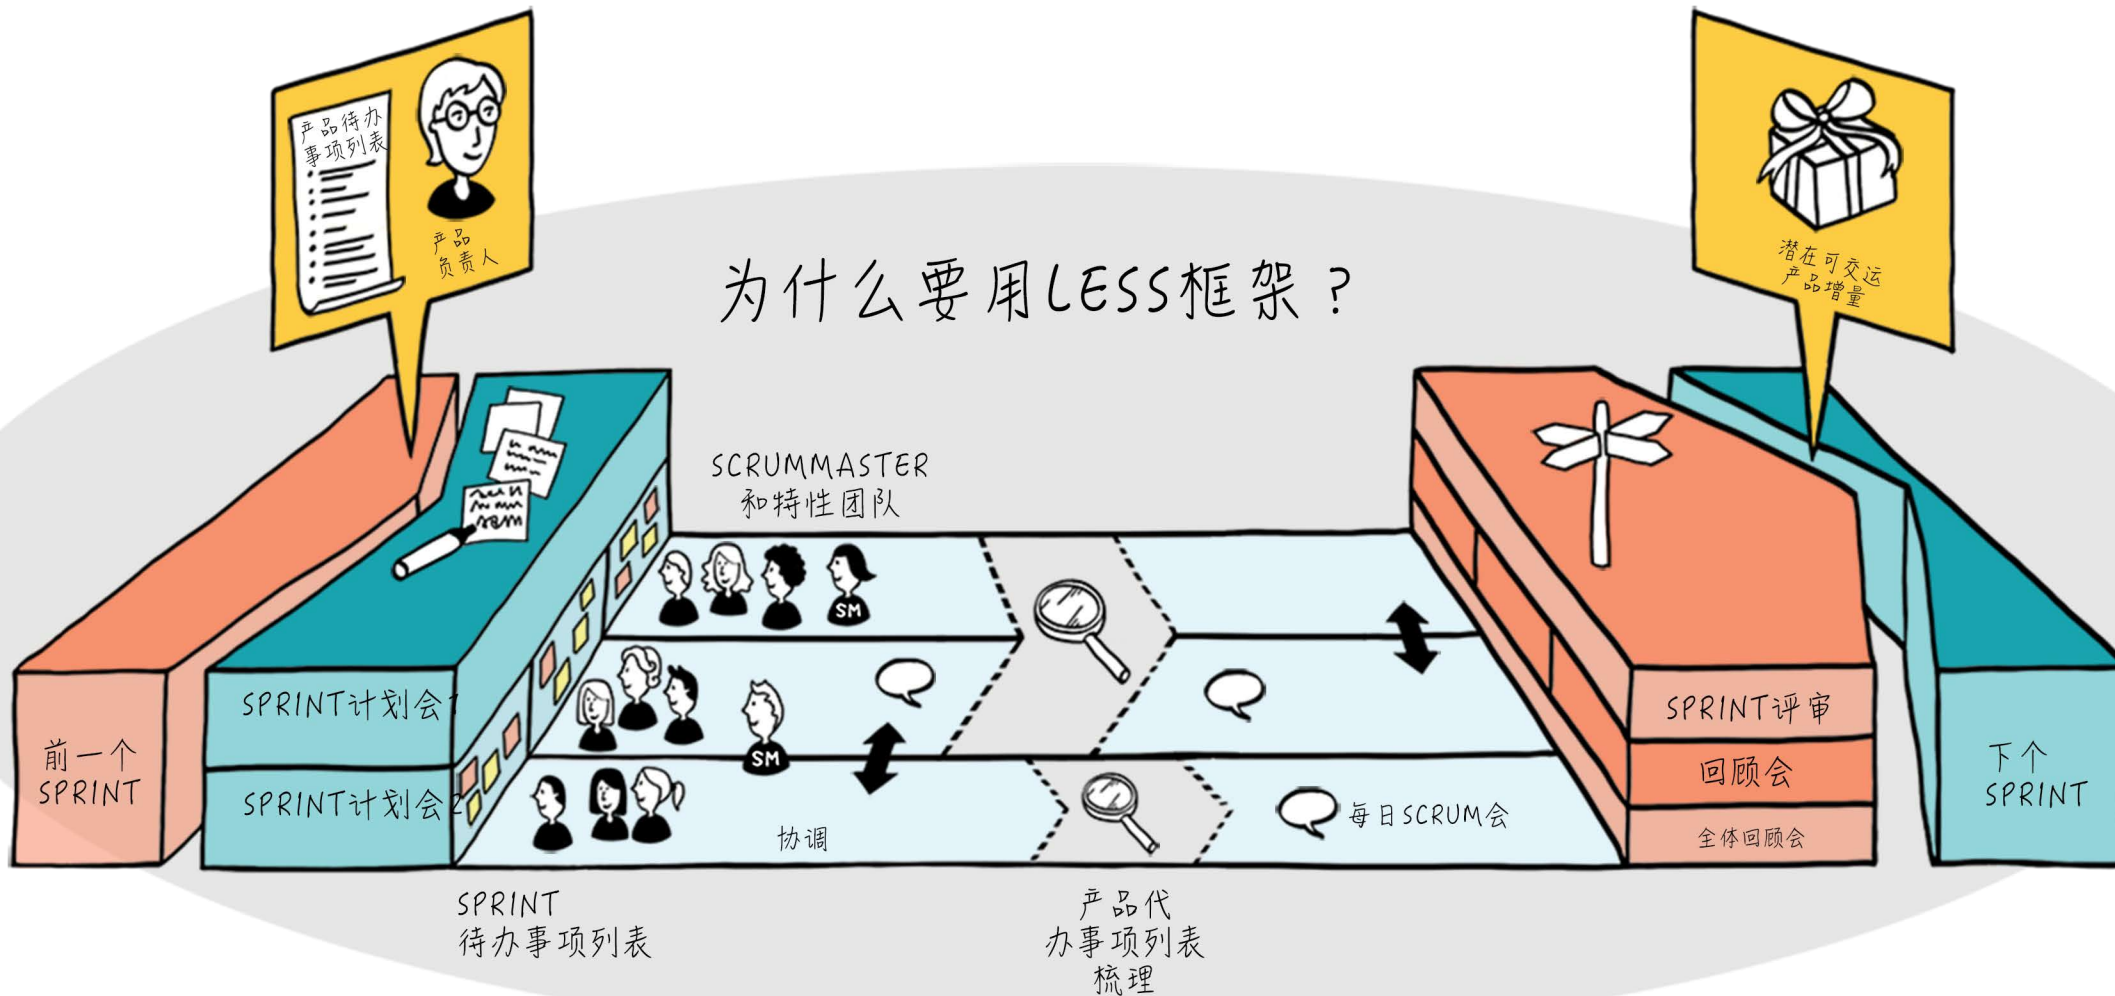 产品待办
事项列表
产品
负责人
潜在可交运
产品增量
为什么要用LESS框架？
SCRUMMASTER
和特性团队
SM
SM
前一个
SPRINT
SPRINT计划会1
SPRINT计划会2
协调
每日SCRUM会
SPRINT评审
回顾会
全体回顾会
下个
SPRINT
SPRINT
待办事项列表
产品代
办事项列表
梳理